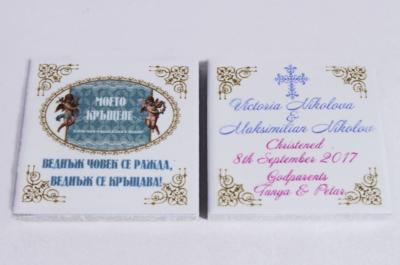 МОЕТО
КРЪЩЕНЕ
ВЕДНЪЖ ЧОВЕК СЕ РАЖДА,
ВЕДНЪЖ СЕ КРЪЩАВА!
Victoria Nikolova
&
Maksimilian Nikolov
Christened
8th September 2017
Godparents
Tanya & Petar